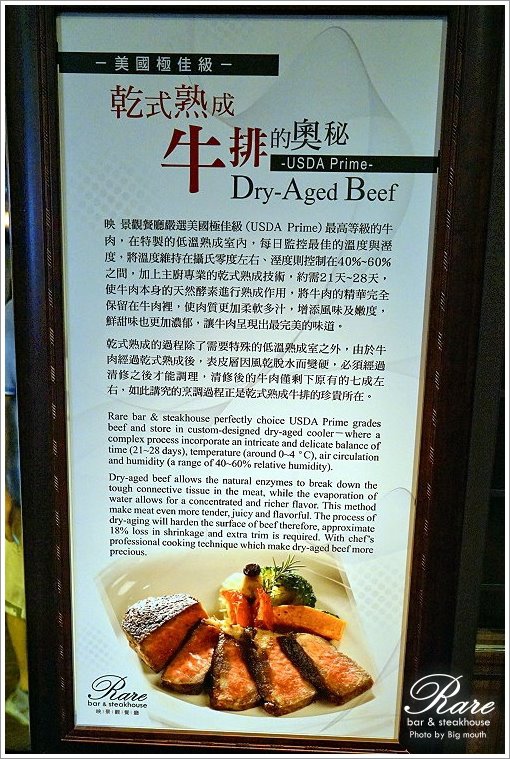 －美國極佳級－
乾式熟成
牛排的奧秘
-USDA Prime-
Dry-Aged Beef
映 景觀餐廳嚴選美國極佳級（USDA Prime）最高等級的牛
肉，在特製的低溫熟成室內，每日監控最佳的溫度與溼
度，將溫度維持在攝氏零度左右、溼度則控制在40%~60%
之間，加上主廚專業的乾式熟成技術，約需21天~28天，
使牛肉本身的天然酵素進行熟成作用，將牛肉的精華完全
保留在牛肉裡，使肉質更加柔軟多汁，增添風味及嫩度，
鮮甜味也更加濃郁，讓牛肉呈現出最完美的味道。
乾式熟成的過程除了需要特殊的低溫熟成室之外，由於牛
肉經過乾式熟成後，表皮層因風乾脫水而變硬，必須經過
清修之後才能調理，清修後的牛肉僅剩下原有的七成左
右，如此講究的烹調過程正是乾式熟成牛排的珍貴所在。
Rare bar & steakhouse perfectly choice USDA Prime grades
beef and store in custom-designed dry-aged cooler－where a
complex process incorporate an intricate and delicate balance of
time (21~28 days), temperature (around 0~4 °C), air circulation
and humidity (a range of 40~60% relative humidity).
Dry-aged beef allows the natural enzymes to break down the
tough connective tissue in the meat, while the evaporation of
water allows for a concentrated and richer flavor. This method
make meat even more tender, juicy and flavorful. The process of
dry-aging will harden the surface of beef therefore, approximate
18% loss in shrinkage and extra trim is required. With chef's
professional cooking technique which make dry-aged beef more
precious.
Rare
bar & steakhouse
映景觀餐廳
Rare
bar & steakhouse
Photo by Big mouth